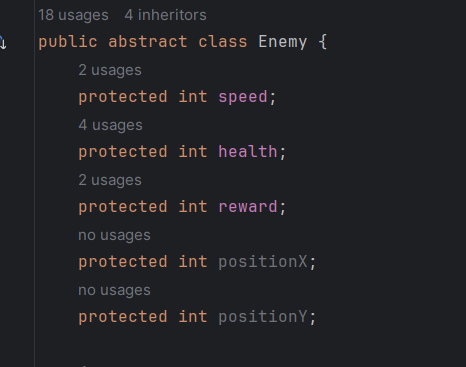 18 usages 4 inheritors
public abstract class Enemy {
2 usages
protected int speed;
4 usages
protected int health;
2 usages
protected int reward;
no usages
protected int positionX;
no usages
protected int positionY;